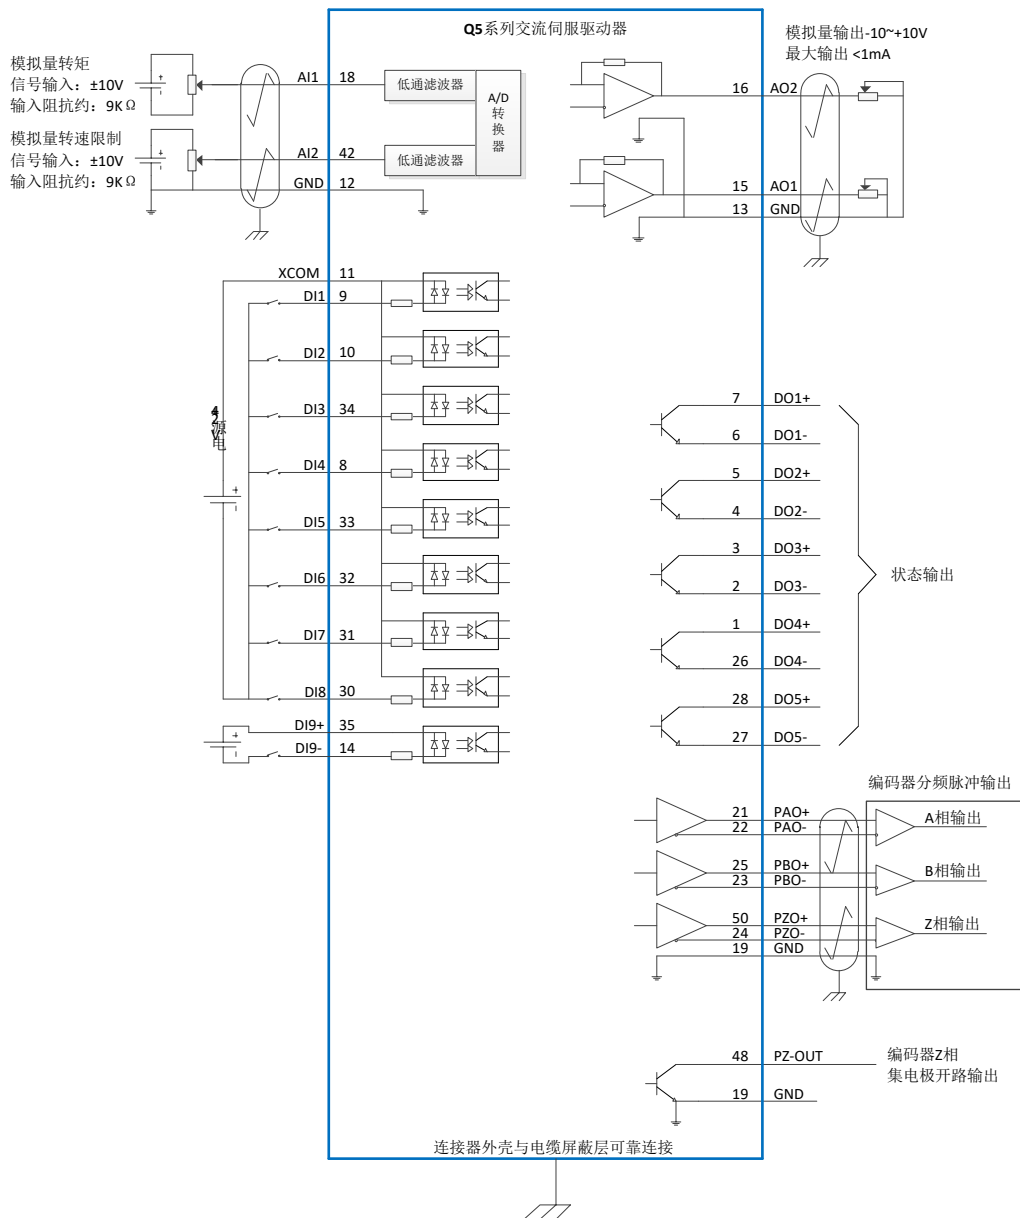 Q5系列交流伺服驱动器
模拟量转矩
信号输入：±10V
输入阻抗约：9KΩ
模拟量转速限制
信号输入：±10V
输入阻抗约：9KΩ
AI1 18
低通滤波器
A/D
转
换
器
AI2 42
低通滤波器
GND 12
模拟量输出-10~+10V
最大输出 <1mA
16 AO2
15 AO1
13 GND
XCOM 11
DI1 9
DI2 10
DI3 34
DI4 8
DI5 33
DI6 32
DI7 31
DI8 30
DI9+ 35
DI9- 14
24V
电
源
7 DO1+
6 DO1-
5 DO2+
4 DO2-
3 DO3+
2 DO3-
1 DO4+
26 DO4-
28 DO5+
27 DO5-
状态输出
编码器分频脉冲输出
21 PAO+
22 PAO-
A相输出
25 PBO+
23 PBO-
B相输出
50 PZO+
24 PZO-
Z相输出
19 GND
48 PZ-OUT
19 GND
编码器Z相
集电极开路输出
连接器外壳与电缆屏蔽层可靠连接